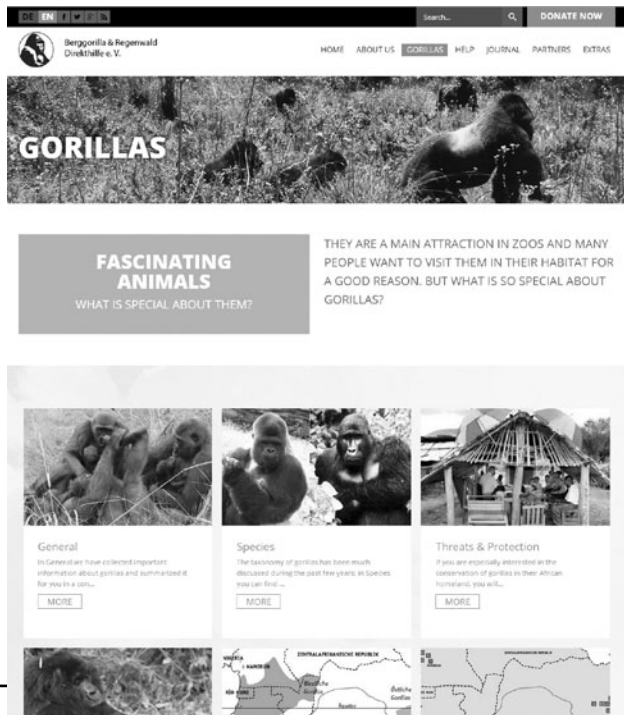 DE EN
Search...
DONATE NOW
Berggorilla & Regenwald
Direkthilfe e. V.
HOME ABOUT US GORILLAS HELP JOURNAL PARTNERS EXTRAS
GORILLAS
FASCINATING
ANIMALS
WHAT IS SPECIAL ABOUT THEM?
THEY ARE A MAIN ATTRACTION IN ZOOS AND MANY
PEOPLE WANT TO VISIT THEM IN THEIR HABITAT FOR
A GOOD REASON. BUT WHAT IS SO SPECIAL ABOUT
GORILLAS?
General
In General we have collected important
information about gorillas and summarized it
for you in a con...
MORE
Species
The taxonomy of gorillas has been much
discussed during the past few years; in Species
you can find ...
MORE
Threats & Protection
If you are especially interested in the
conservation of gorillas in their African
homeland, you will...
MORE
ZENTRALAFRIKANISCHE REPUBLIK
KAMERUN
Westliche
Gorillas
Östliche
Gorillas